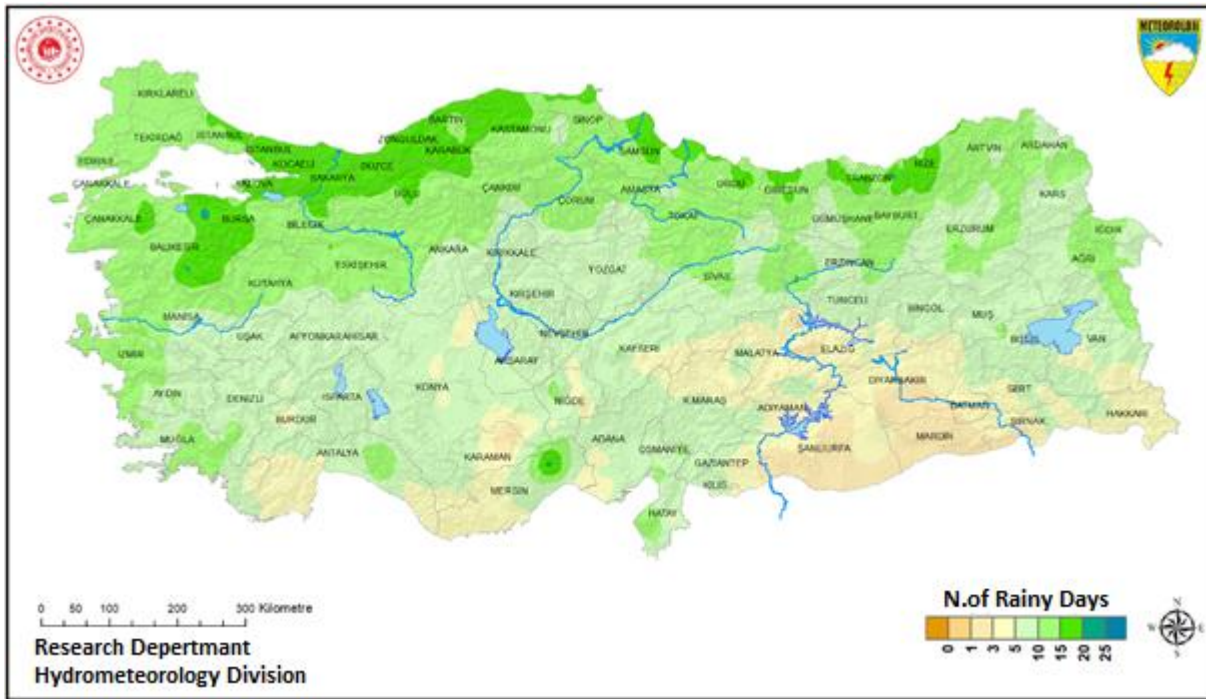 METEOROLOJİ
KIRKLARELİ
TEKİRDAĞ
İSTANBUL
İSTANBUL
EDİRNE
KOCAELİ
ÇANAKKALE
YALOVA
SAKARYA
DÜZCE
ZONGULDAK
BARTIN
KARABÜK
KASTAMONU
SİNOP
SAMSUN
BOLU
ÇANKIRI
ÇORUM
AMASYA
ORDU
GİRESUN
TRABZON
RİZE
ARTVİN
ARDAHAN
KARS
ÇANAKKALE
BURSA
BİLECİK
BALIKESİR
ESKİŞEHİR
ANKARA
KIRIKKALE
YOZGAT
TOKAT
SİVAS
GÜMÜŞHANE
BAYBURT
ERZURUM
ERZİNCAN
IĞDIR
AĞRI
KÜTAHYA
MANİSA
UŞAK
AFYONKARAHİSAR
KIRŞEHİR
NEVŞEHİR
AKSARAY
KAYSERİ
TUNCELİ
BİNGÖL
MUŞ
BİTLİS
VAN
İZMİR
AYDIN
DENİZLİ
ISPARTA
BURDUR
KONYA
NİĞDE
MALATYA
ELAZIĞ
DİYARBAKIR
K.MARAŞ
ADIYAMAN
BATMAN
SİİRT
ŞIRNAK
HAKKARİ
MARDİN
MUĞLA
ANTALYA
KARAMAN
MERSİN
ADANA
OSMANİYE
GAZİANTEP
ŞANLIURFA
KİLİS
HATAY
0 50 100 200 300 Kilometre
Research Depertmant
Hydrometeorology Division
N.of Rainy Days
0 1 3 5 10 15 20 25
N
W E
S